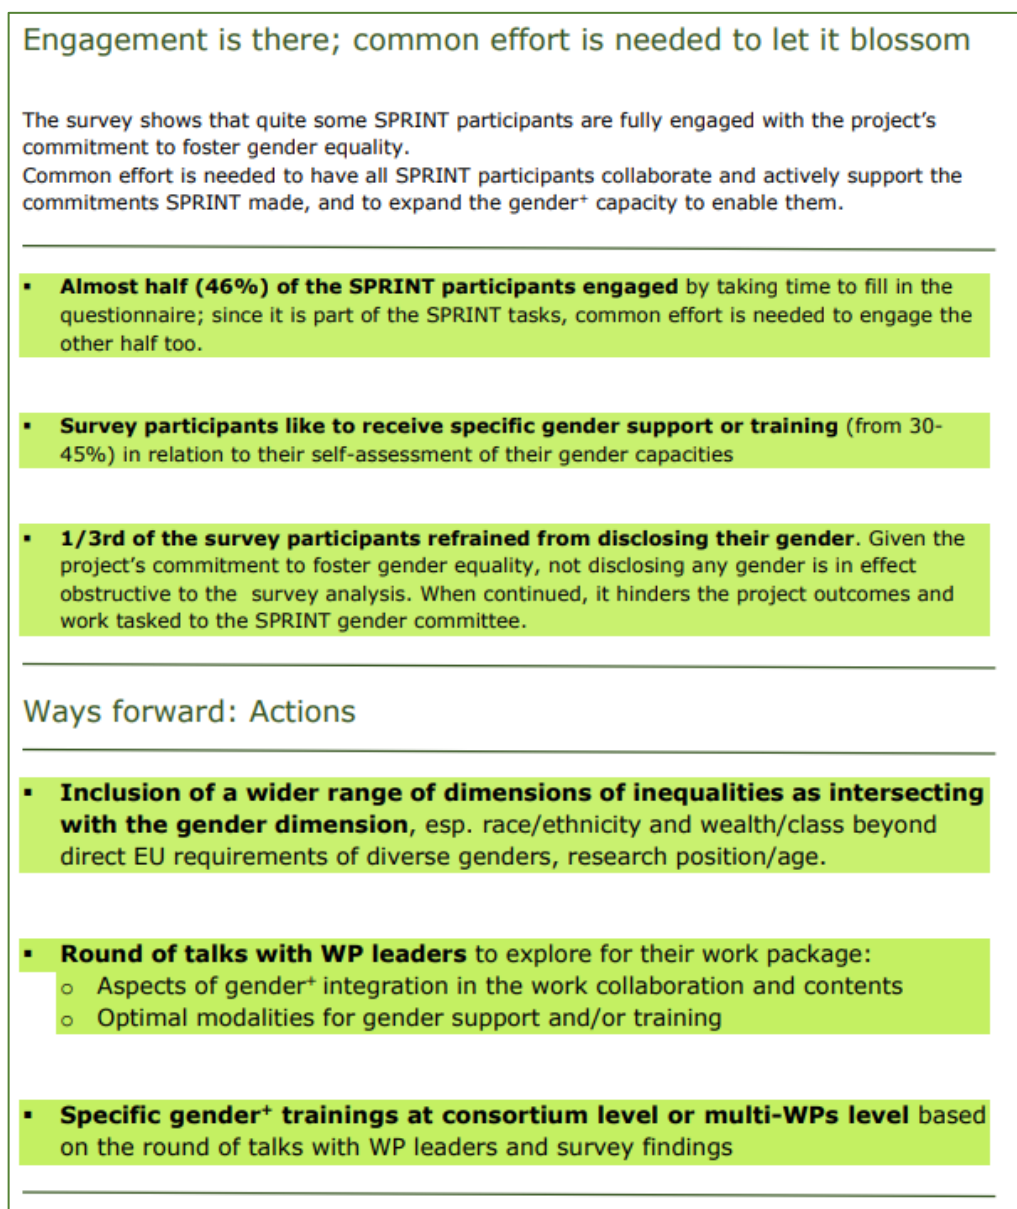 Engagement is there; common effort is needed to let it blossom
The survey shows that quite some SPRINT participants are fully engaged with the project's
commitment to foster gender equality.
Common effort is needed to have all SPRINT participants collaborate and actively support the
commitments SPRINT made, and to expand the gender⁺ capacity to enable them.
▪ Almost half (46%) of the SPRINT participants engaged by taking time to fill in the
questionnaire; since it is part of the SPRINT tasks, common effort is needed to engage the
other half too.
▪ Survey participants like to receive specific gender support or training (from 30-
45%) in relation to their self-assessment of their gender capacities
▪ 1/3rd of the survey participants refrained from disclosing their gender. Given the
project's commitment to foster gender equality, not disclosing any gender is in effect
obstructive to the survey analysis. When continued, it hinders the project outcomes and
work tasked to the SPRINT gender committee.
Ways forward: Actions
▪ Inclusion of a wider range of dimensions of inequalities as intersecting
with the gender dimension, esp. race/ethnicity and wealth/class beyond
direct EU requirements of diverse genders, research position/age.
▪ Round of talks with WP leaders to explore for their work package:
o Aspects of gender⁺ integration in the work collaboration and contents
o Optimal modalities for gender support and/or training
▪ Specific gender⁺ trainings at consortium level or multi-WPs level based
on the round of talks with WP leaders and survey findings